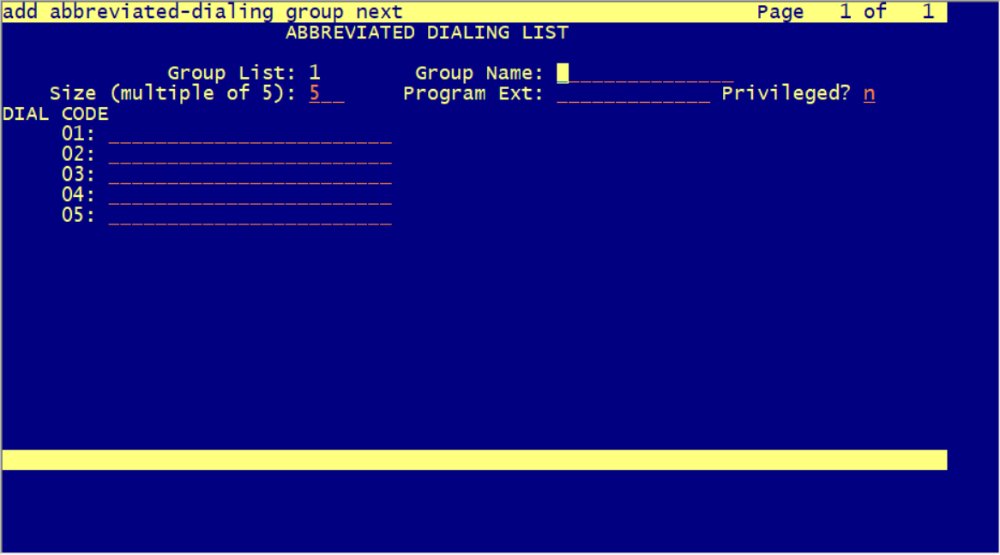 add abbreviated-dialing group next Page 1 of 1
ABBREVIATED DIALING LIST
Group List: 1 Group Name: _______________
Size (multiple of 5): 5__ Program Ext: _____________ Privileged? n
DIAL CODE
01: ________________________
02: ________________________
03: ________________________
04: ________________________
05: ________________________